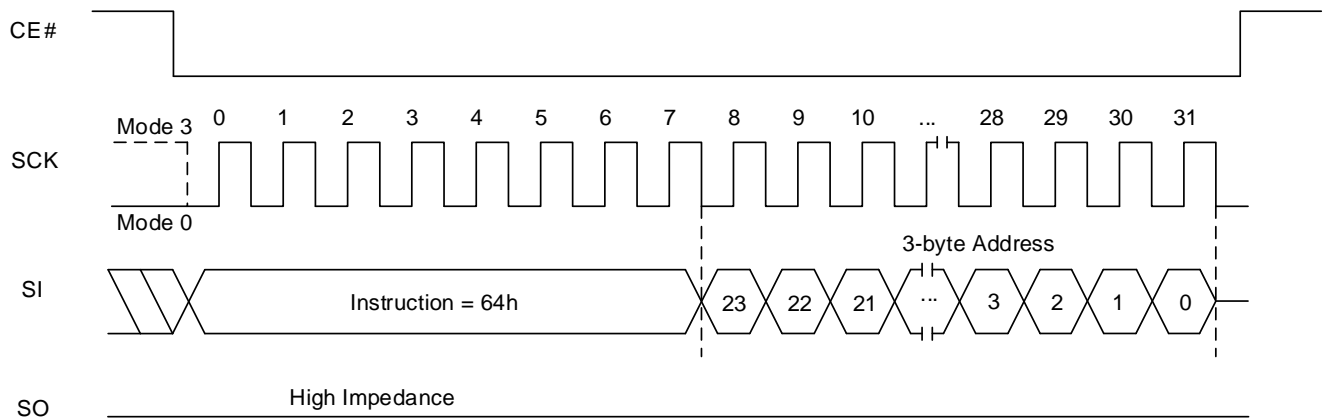 CE#
0 1 2 3 4 5 6 7 8 9 10 ... 28 29 30 31
Mode 3
SCK
Mode 0
3-byte Address
SI
Instruction = 64h 23 22 21 ... 3 2 1 0
High Impedance
SO